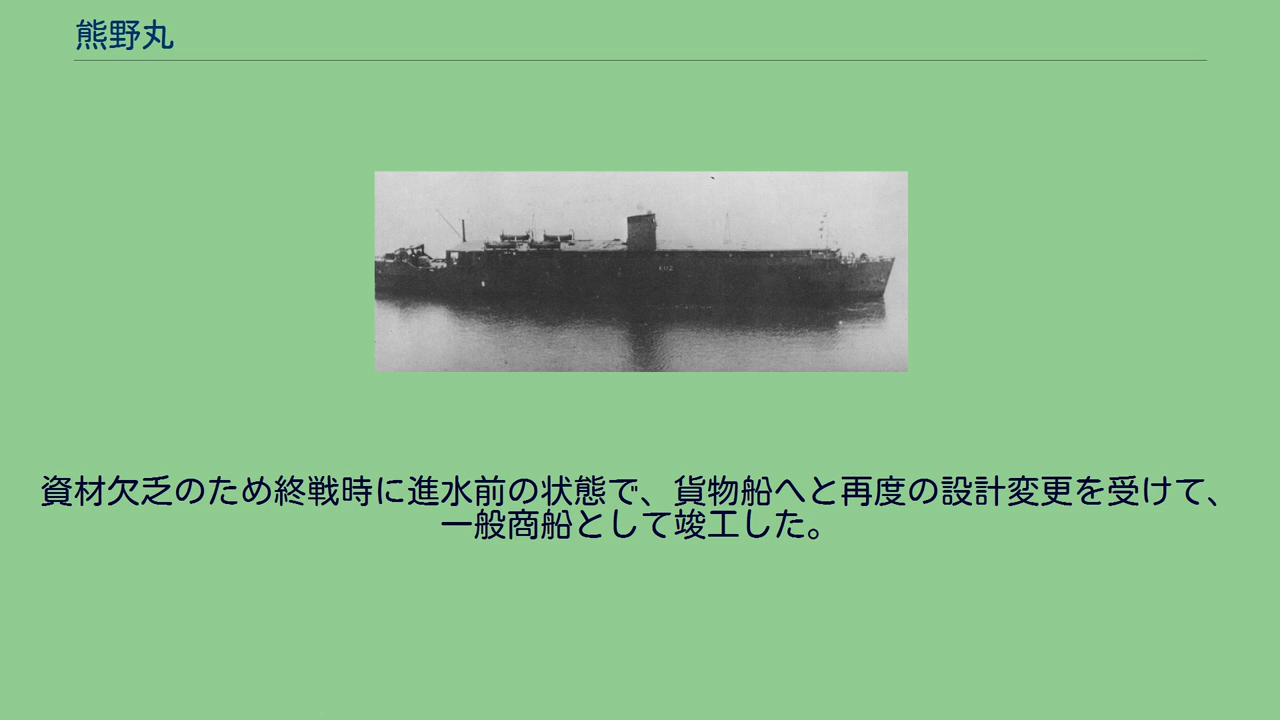 熊野丸
資材欠乏のため終戦時に進水前の状態で、貨物船へと再度の設計変更を受けて、
一般商船として竣工した。